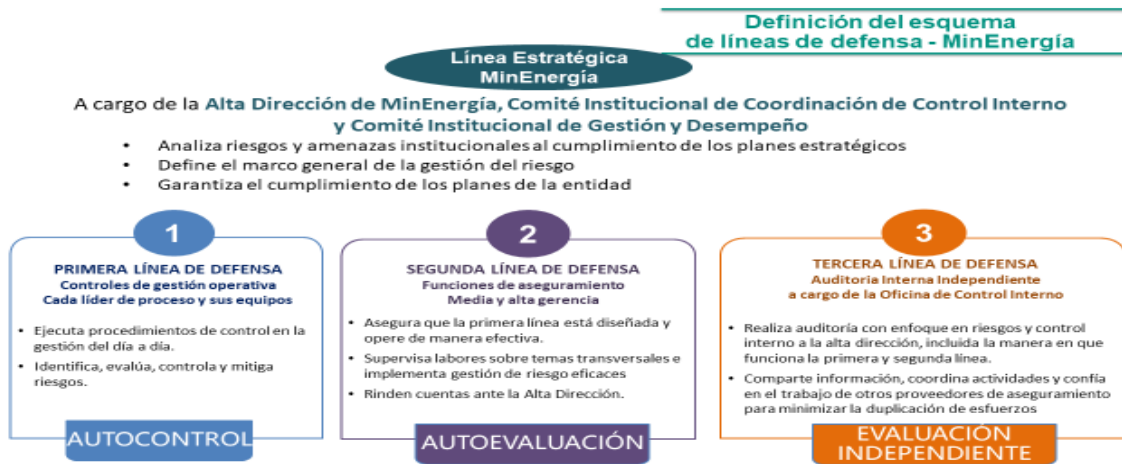 Definición del esquema
de líneas de defensa - MinEnergía
Línea Estratégica
MinEnergía
A cargo de la Alta Dirección de MinEnergía, Comité Institucional de Coordinación de Control Interno
y Comité Institucional de Gestión y Desempeño
• Analiza riesgos y amenazas institucionales al cumplimiento de los planes estratégicos
• Define el marco general de la gestión del riesgo
• Garantiza el cumplimiento de los planes de la entidad
1
PRIMERA LÍNEA DE DEFENSA
Controles de gestión operativa
Cada líder de proceso y sus equipos
• Ejecuta procedimientos de control en la
gestión del día a día.
• Identifica, evalúa, controla y mitiga
riesgos.
AUTOCONTROL
2
SEGUNDA LÍNEA DE DEFENSA
Funciones de aseguramiento
Media y alta gerencia
• Asegura que la primera línea está diseñada y
opere de manera efectiva.
• Supervisa labores sobre temas transversales e
implementa gestión de riesgo eficaces
• Rinden cuentas ante la Alta Dirección.
AUTOEVALUACIÓN
3
TERCERA LÍNEA DE DEFENSA
Auditoria Interna Independiente
a cargo de la Oficina de Control Interno
• Realiza auditoría con enfoque en riesgos y control
interno a la alta dirección, incluida la manera en que
funciona la primera y segunda línea.
• Comparte información, coordina actividades y confía
en el trabajo de otros proveedores de aseguramiento
para minimizar la duplicación de esfuerzos
EVALUACIÓN
INDEPENDIENTE